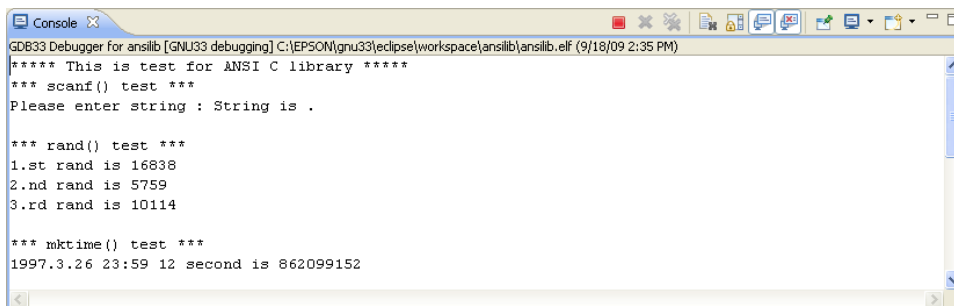 Console
GDB33 Debugger for ansilib [GNU33 debugging] C:\EPSON\gnu33\eclipse\workspace\ansilib\ansilib.elf (9/18/09 2:35 PM)
***** This is test for ANSI C library *****
*** scanf() test ***
Please enter string : String is .
*** rand() test ***
1.st rand is 16838
2.nd rand is 5759
3.rd rand is 10114
*** mktime() test ***
1997.3.26 23:59 12 second is 862099152